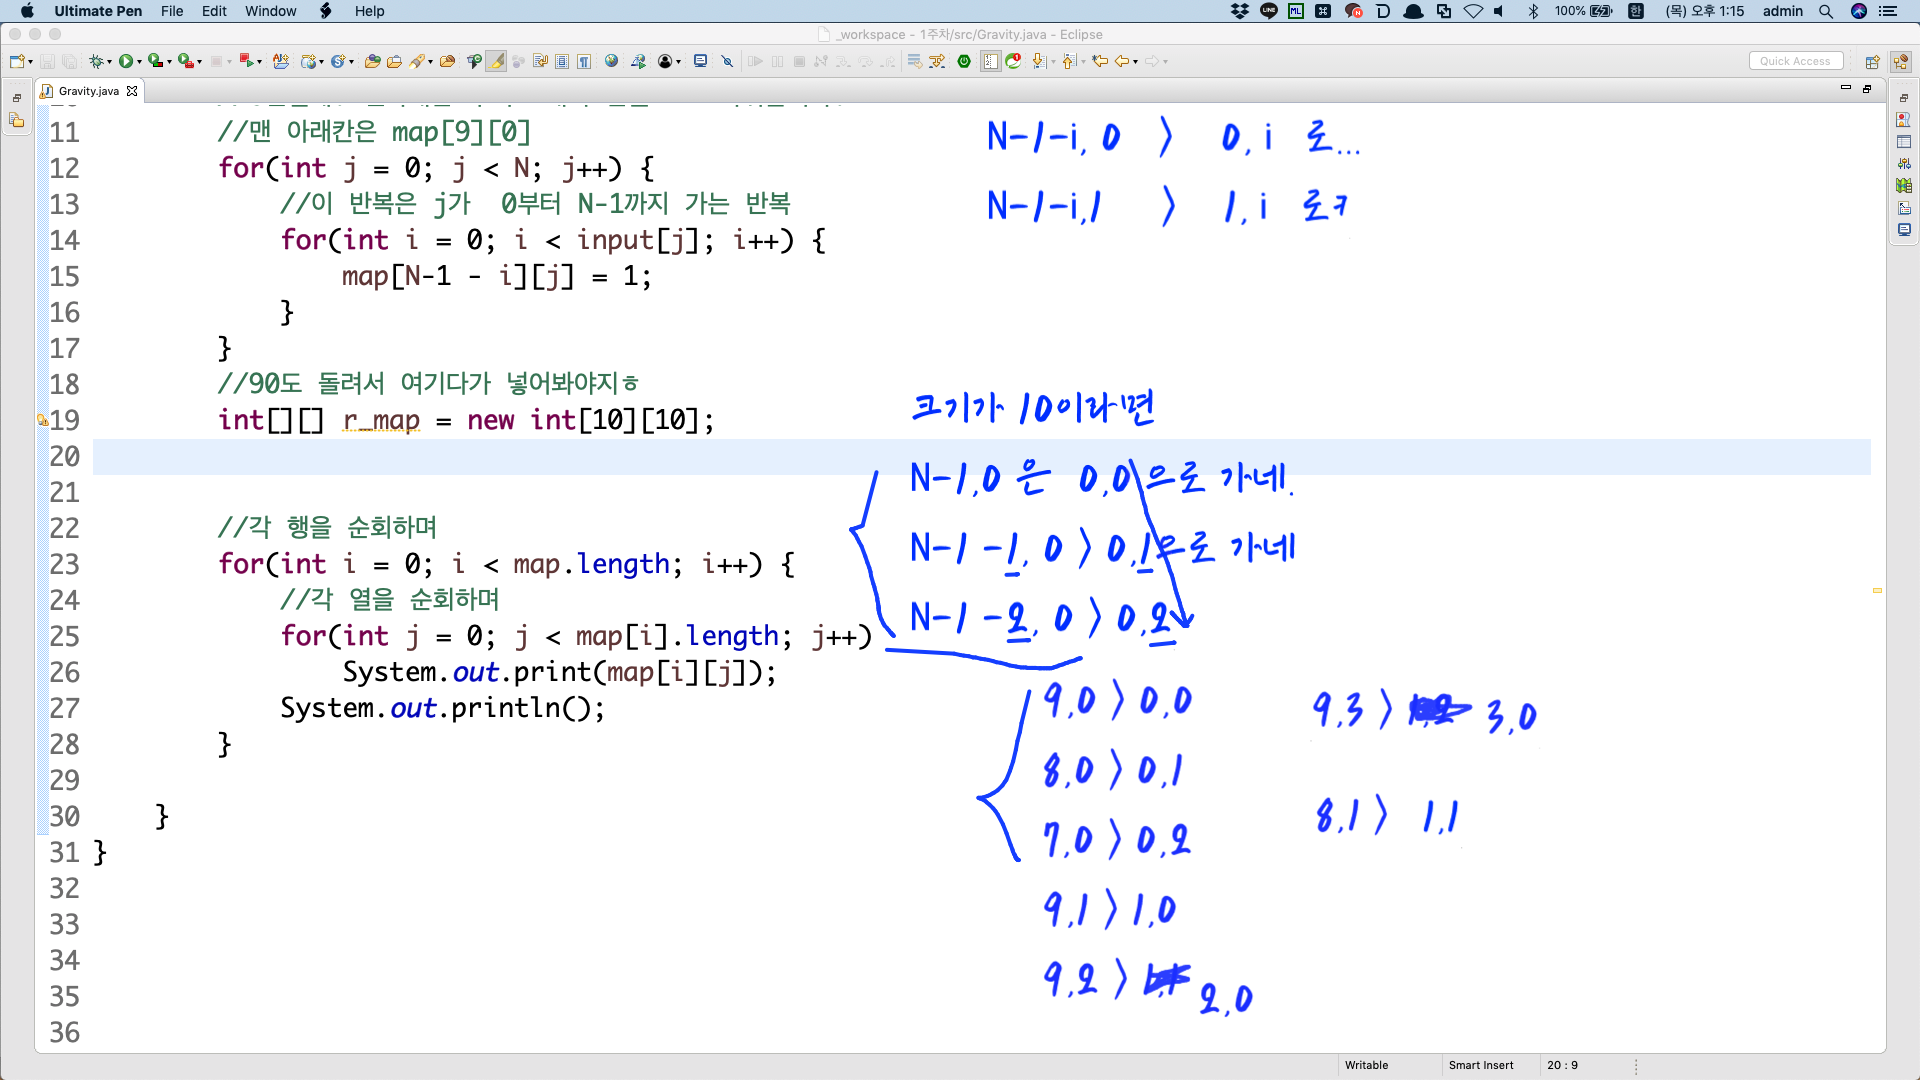 Ultimate Pen File Edit Window Help
100% 한 (목) 오후 1:15 admin
_workspace - 1주차/src/Gravity.java - Eclipse
Quick Access
Gravity.java
11 //맨 아래칸은 map[9][0]
12 for(int j = 0; j < N; j++) {
13 //이 반복은 j가 0부터 N-1까지 가는 반복
14 for(int i = 0; i < input[j]; i++) {
15 map[N-1 - i][j] = 1;
16 }
17 }
18 //90도 돌려서 여기다가 넣어봐야지ㅎ
19 int[][] r_map = new int[10][10];
20
21
22 //각 행을 순회하며
23 for(int i = 0; i < map.length; i++) {
24 //각 열을 순회하며
25 for(int j = 0; j < map[i].length; j++)
26 System.out.print(map[i][j]);
27 System.out.println();
28 }
29
30 }
31 }
32
33
34
35
36
N-1-i, 0 > 0, i 로...
N-1-i, 1 > 1, i 로ㅋ
크기가 10이라면
N-1,0 은 0,0으로 가네.
N-1 -1, 0 > 0,1으로 가네
N-1 -2, 0 > 0,2
9,0 > 0,0
8,0 > 0,1
7,0 > 0,2
9,1 > 1,0
9,2 > 2,0
9,3 > 3,0
8,1 > 1,1
Writable Smart Insert 20 : 9